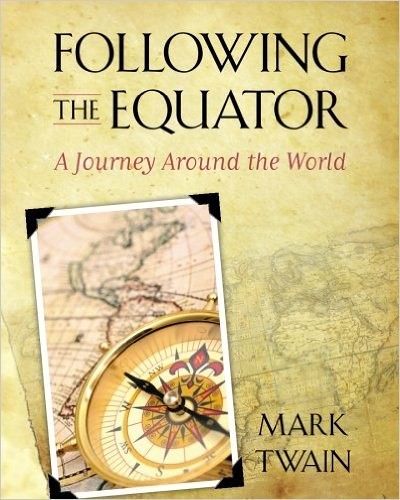 FOLLOWING
THE EQUATOR
A Journey Around the World
MARK
TWAIN